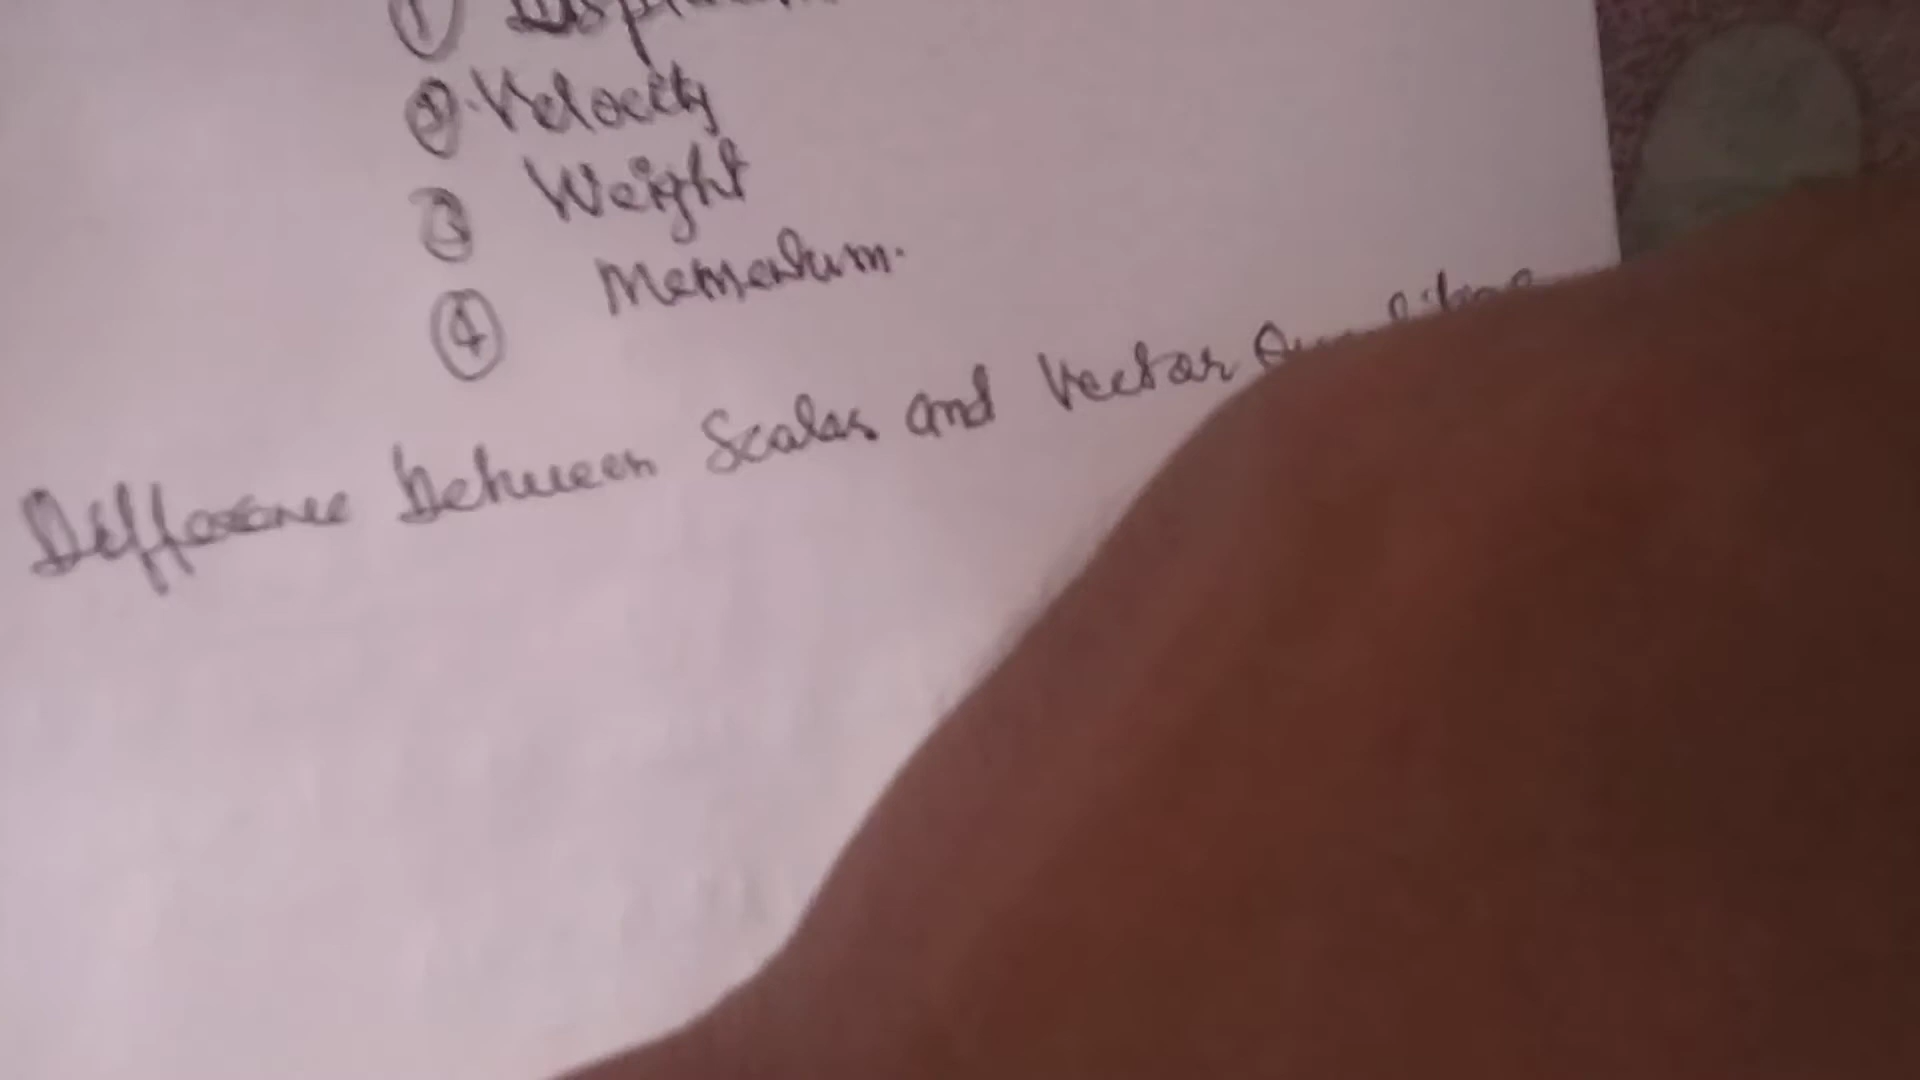 ①
② Velocity
③ Weight
④ Momentum.
Difference Between Scalar and Vector